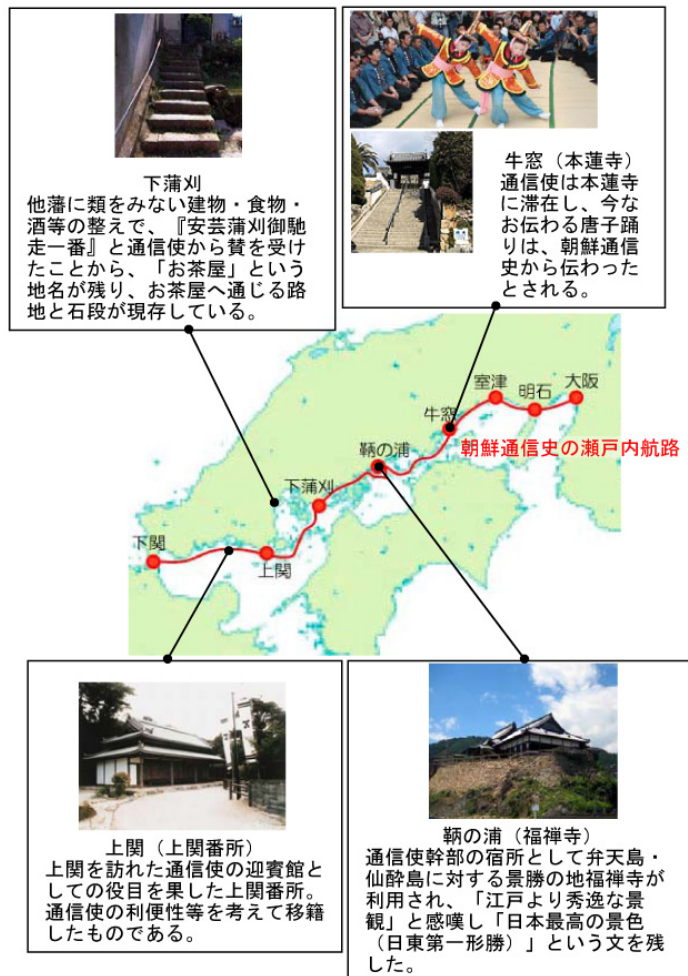 下蒲刈
他藩に類をみない建物・食物・
酒等の整えで、『安芸蒲刈御馳
走一番』と通信使から賛を受け
たことから、「お茶屋」という
地名が残り、お茶屋へ通じる路
地と石段が現存している。
牛窓（本蓮寺）
通信使は本蓮寺
に滞在し、今な
お伝わる唐子踊
りは、朝鮮通信
史から伝わった
とされる。
室津
明石
大阪
牛窓
朝鮮通信史の瀬戸内航路
鞆の浦
下蒲刈
下関
上関
上関（上関番所）
上関を訪れた通信使の迎賓館と
しての役目を果した上関番所。
通信使の利便性等を考えて移籍
したものである。
鞆の浦（福禅寺）
通信使幹部の宿所として弁天島・
仙酔島に対する景勝の地福禅寺が
利用され、「江戸より秀逸な景
観」と感嘆し「日本最高の景色
（日東第一形勝）」という文を残
した。